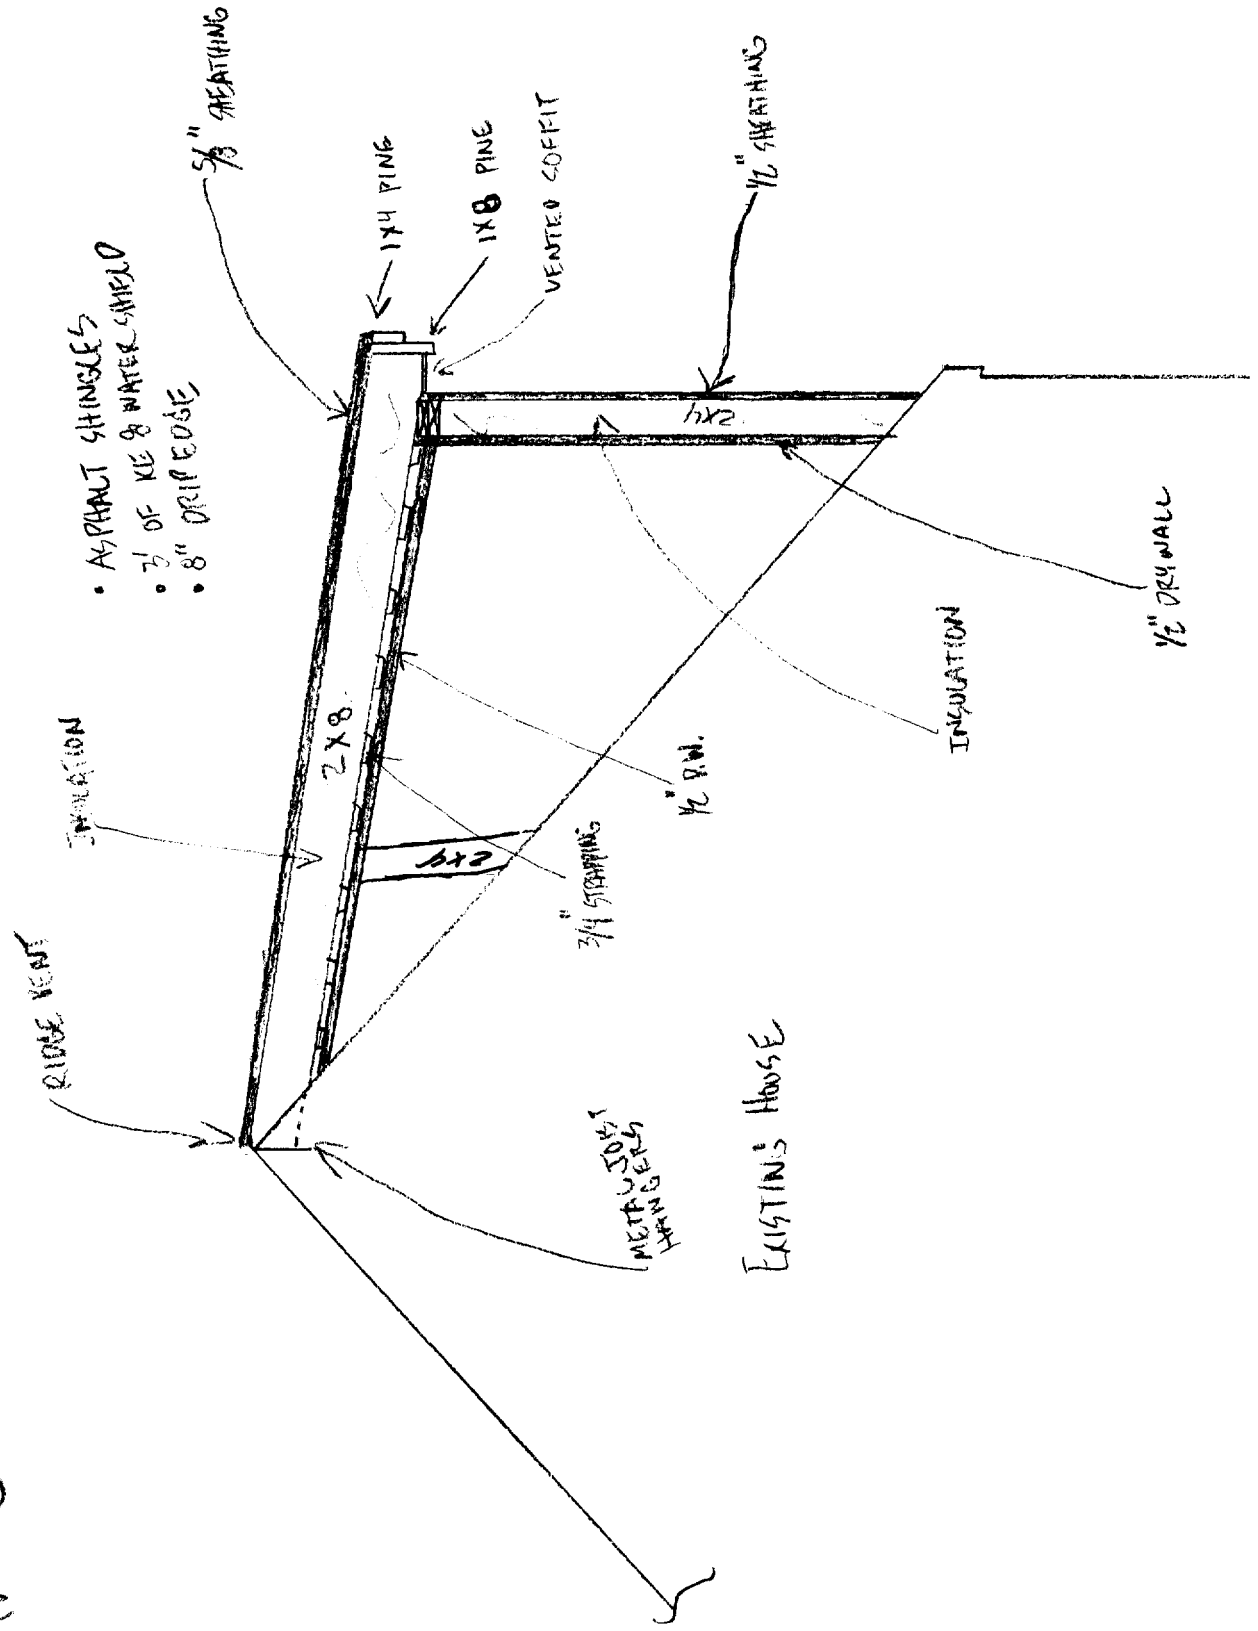 • ASPHALT SHINGLES
• 3' OF ICE & WATER SHIELD
• 8" DRIP EDGE
5/8" SHEATHING
1X4 PINE
1X8 PINE
VENTED SOFFIT
1/2" SHEATHING
INSULATION
RIDGE VENT
2X8
2X4
2X4
3/4" STRAPPING
1/2" D.W.
INSULATION
1/2" DRYWALL
METAL JOIST
HANGERS
EXISTING HOUSE